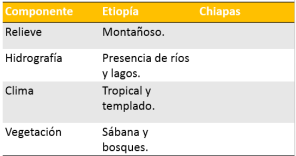 Componente Etiopía Chiapas
Relieve Montañoso.
Hidrografía Presencia de ríos
y lagos.
Clima Tropical y
templado.
Vegetación Sábana y
bosques.